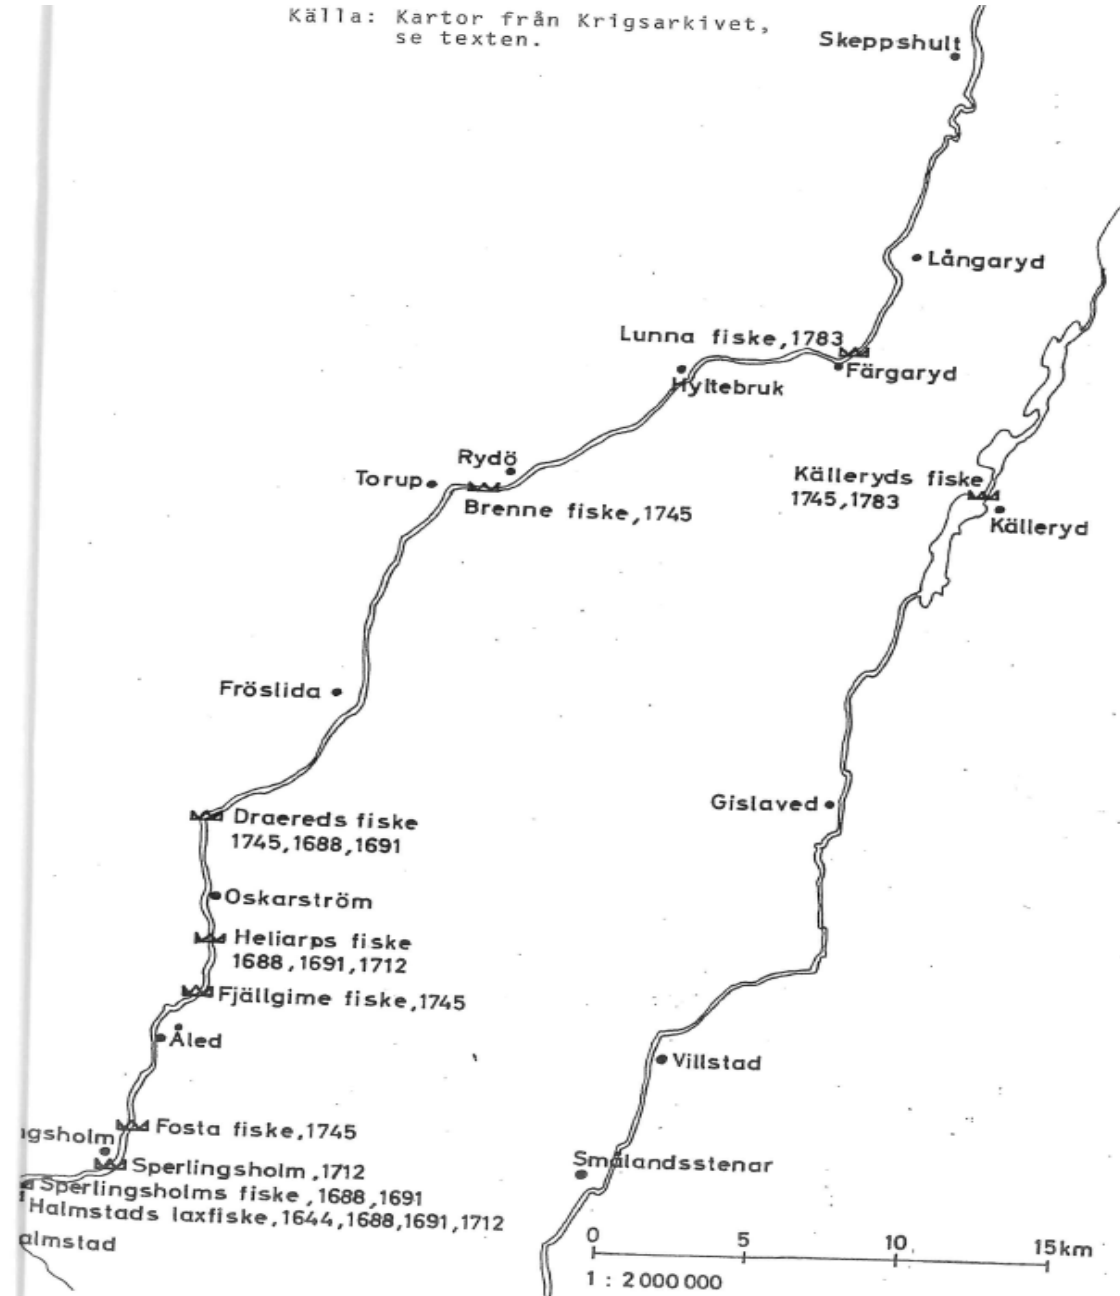 Källa: Kartor från Krigsarkivet,
se texten.
Skeppshult
Långaryd
Lunna fiske,1783
Färgaryd
Hyltebruk
Rydö
Torup
Brenne fiske,1745
Källeryds fiske
1745,1783
Källeryd
Fröslida
Gislaved
Draereds fiske
1745,1688,1691
Oskarström
Heliarps fiske
1688,1691,1712
Fjällgime fiske,1745
Åled
Villstad
Fosta fiske,1745
ngsholm
Sperlingsholm,1712
Smålandsstenar
Sperlingsholms fiske,1688,1691
Halmstads laxfiske,1644,1688,1691,1712
almstad
0 5 10 15km
1 : 2000000